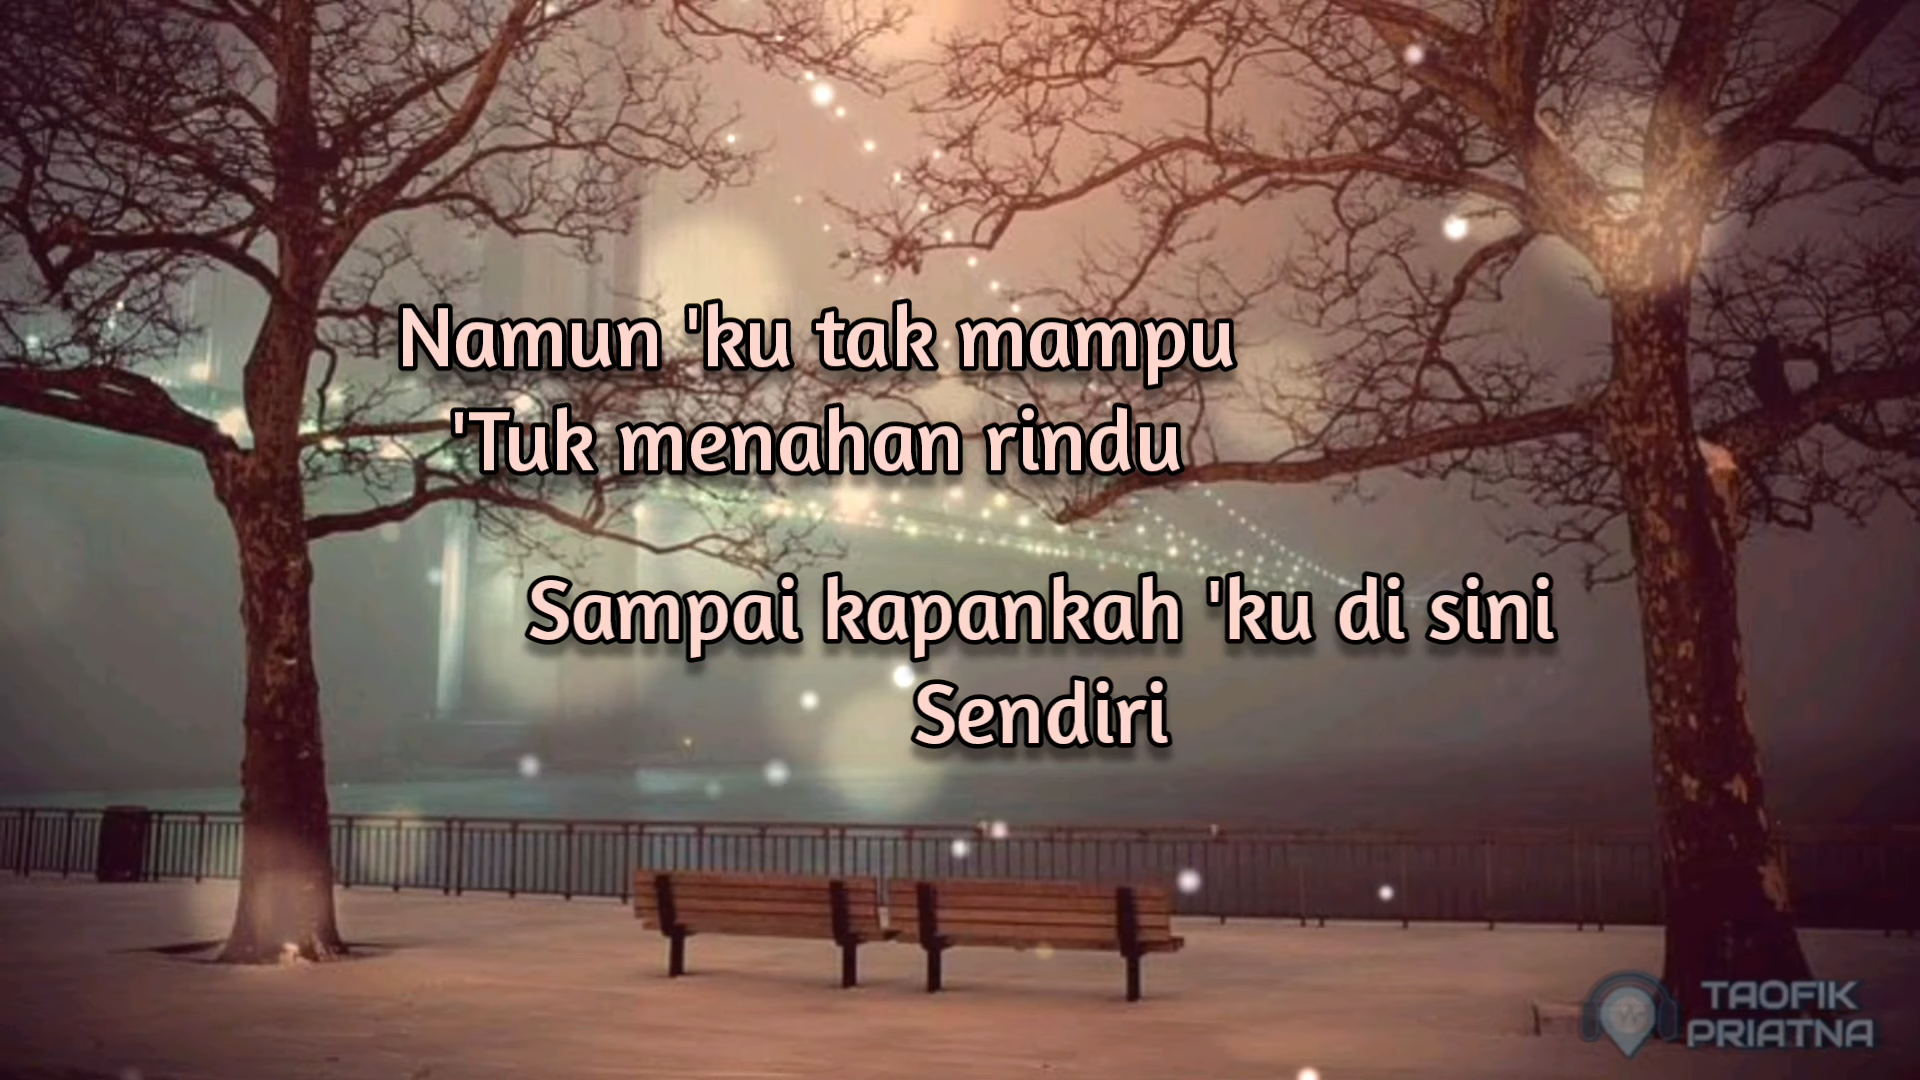 Namun 'ku tak mampu
'Tuk menahan rindu
Sampai kapankah 'ku di sini
Sendiri
TAOFIK
PRIATNA